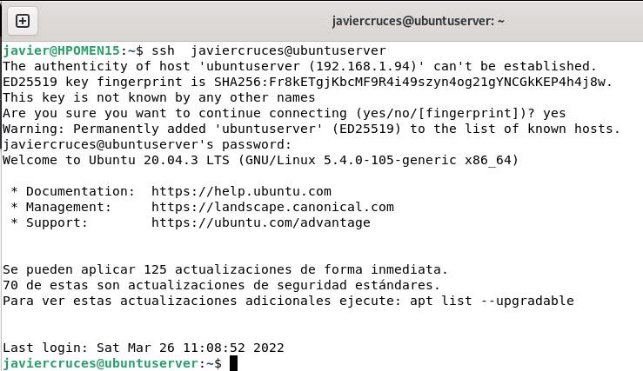 javiercruces@ubuntuserver: ~
javier@HPOMEN15:~$ ssh  javiercruces@ubuntuserver
The authenticity of host 'ubuntuserver (192.168.1.94)' can't be established.
ED25519 key fingerprint is SHA256:Fr8kETgjKbcMF9R4i49szyn4og21gYNCGkKEP4h4j8w.
This key is not known by any other names
Are you sure you want to continue connecting (yes/no/[fingerprint])? yes
Warning: Permanently added 'ubuntuserver' (ED25519) to the list of known hosts.
javiercruces@ubuntuserver's password:
Welcome to Ubuntu 20.04.3 LTS (GNU/Linux 5.4.0-105-generic x86_64)
* Documentation:  https://help.ubuntu.com
* Management:     https://landscape.canonical.com
* Support:        https://ubuntu.com/advantage
Se pueden aplicar 125 actualizaciones de forma inmediata.
70 de estas son actualizaciones de seguridad estándares.
Para ver estas actualizaciones adicionales ejecute: apt list --upgradable
Last login: Sat Mar 26 11:08:52 2022
javiercruces@ubuntuserver:~$